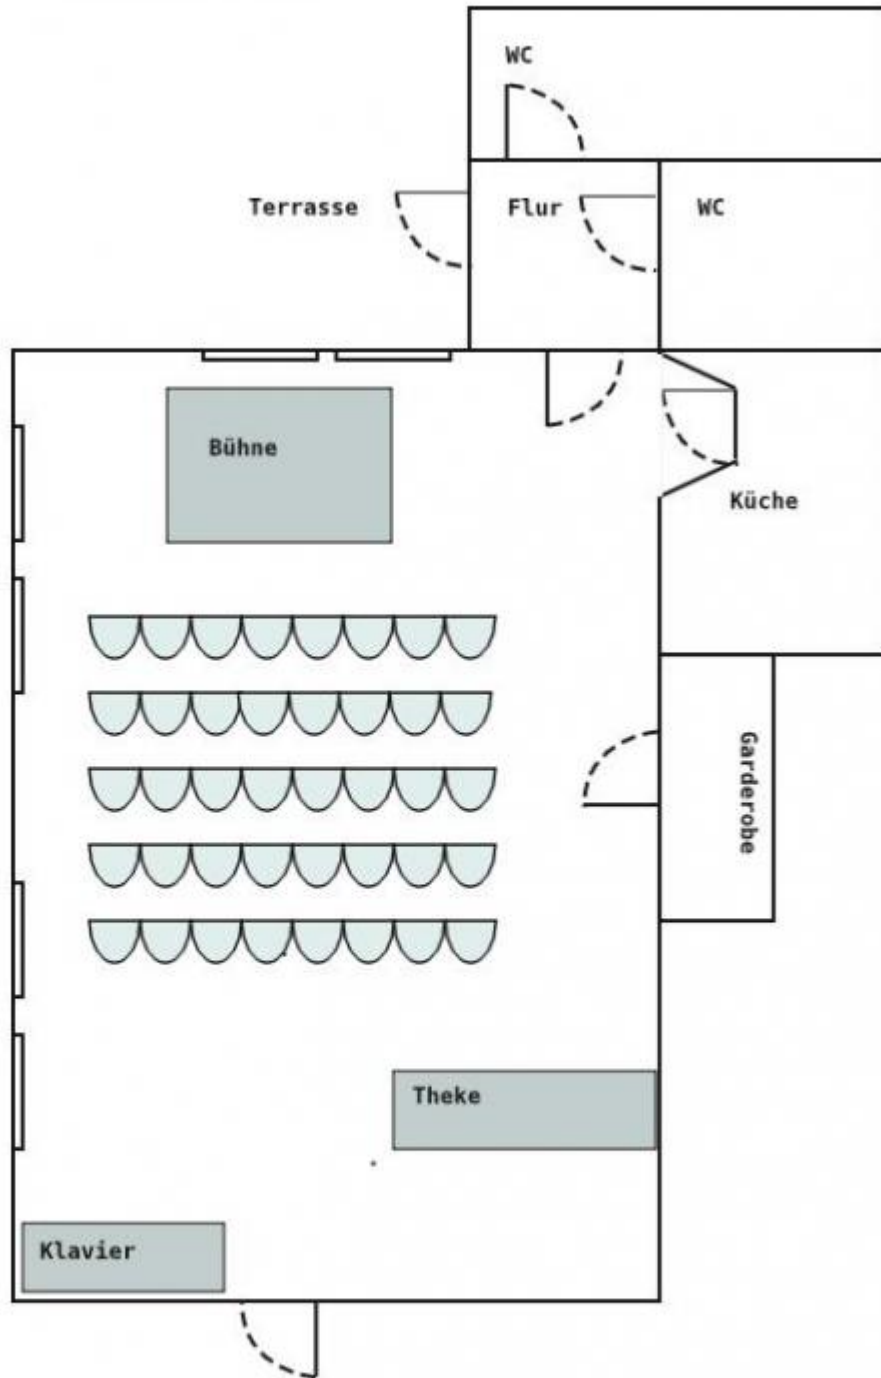 WC
Terrasse
Flur
WC
Bühne
Küche
Garderobe
Theke
Klavier